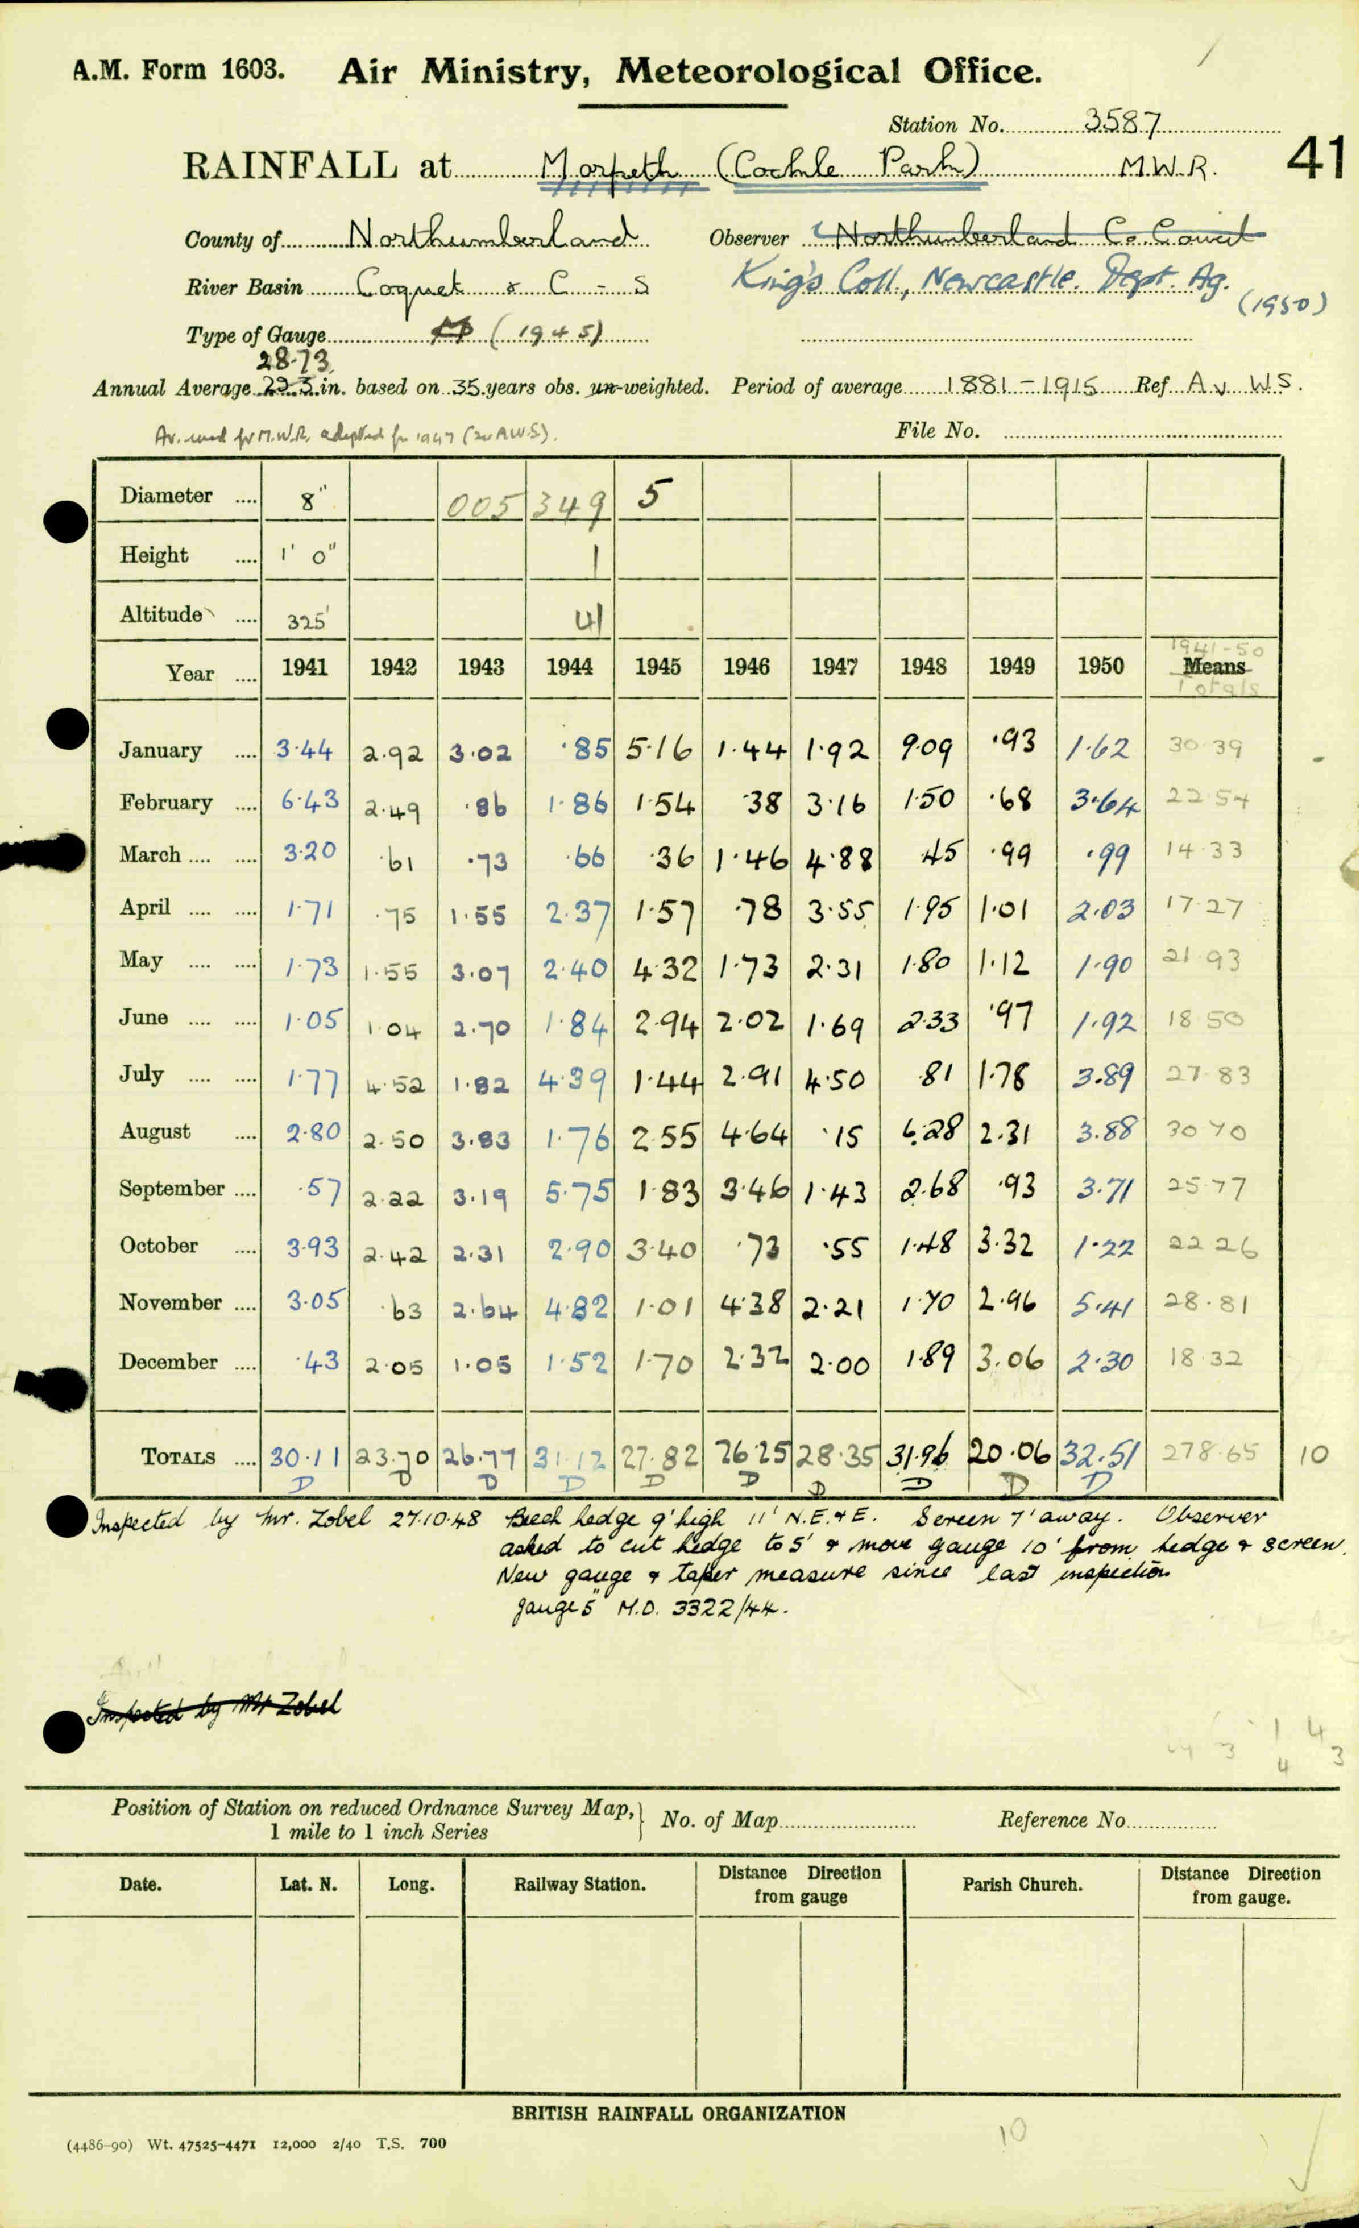 A.M. Form 1603. Air Ministry, Meteorological Office.
Station No. 3587
RAINFALL at Morpeth (Cockle Park) M.W.R. 41
County of Northumberland Observer Northumberland Co. Council
River Basin Coquet & C - S King's Coll, Newcastle. Dept. Ag. (1950)
Type of Gauge M (1945)
28.73
Annual Average 29.3 in. based on 35 years obs. un-weighted. Period of average 1881-1915 Ref Av W.S.
Av. used for M.W.R. adopted for 1947 (2w A.W.S).
File No.
Diameter .... 8" 005 349 5
Height .... 1' 0" 1
Altitude .... 325' 41
1941-50
Year .... 1941 1942 1943 1944 1945 1946 1947 1948 1949 1950 Means
Totals
January .... 3.44 2.92 3.02 .85 5.16 1.44 1.92 9.09 .93 1.62 30.39
February .... 6.43 2.49 .86 1.86 1.54 .38 3.16 1.50 .68 3.64 22.54
March .... .... 3.20 .61 .73 .66 .36 1.46 4.88 .45 .99 .99 14.33
April .... .... 1.71 .75 1.55 2.37 1.57 .78 3.55 1.95 1.01 2.03 17.27
May .... .... 1.73 1.55 3.07 2.40 4.32 1.73 2.31 1.80 1.12 1.90 21.93
June .... .... 1.05 1.04 2.70 1.84 2.94 2.02 1.69 2.33 .97 1.92 18.50
July .... .... 1.77 4.52 1.82 4.39 1.44 2.91 4.50 .81 1.78 3.89 27.83
August .... 2.80 2.50 3.83 1.76 2.55 4.64 .15 6.28 2.31 3.88 30.70
September .... .57 2.22 3.19 5.75 1.83 3.46 1.43 2.68 .93 3.71 25.77
October .... 3.93 2.42 2.31 2.90 3.40 .73 .55 1.48 3.32 1.22 22.26
November .... 3.05 .63 2.64 4.82 1.01 4.38 2.21 1.70 2.96 5.41 28.81
December .... .43 2.05 1.05 1.52 1.70 2.32 2.00 1.89 3.06 2.30 18.32
TOTALS .... 30.11 23.70 26.77 31.12 27.82 26.25 28.35 31.96 20.06 32.51 278.65 10
D D D D D D D D D D
Inspected by Mr. Zobel 27.10.48 Beech hedge 9' high 11' N.E. & E. Screen 7' away. Observer
asked to cut hedge to 5' & move gauge 10' from hedge & screen.
New gauge & taper measure since last inspection
gauge 5" M.O. 3322/44.
Inspected by Mr Zobel
Position of Station on reduced Ordnance Survey Map, 1 mile to 1 inch Series } No. of Map Reference No.
Date. Lat. N. Long. Railway Station. Distance Direction from gauge Parish Church. Distance Direction from gauge.
BRITISH RAINFALL ORGANIZATION
(4486-90) Wt. 47525-4471 12,000 2/40 T.S. 700
10